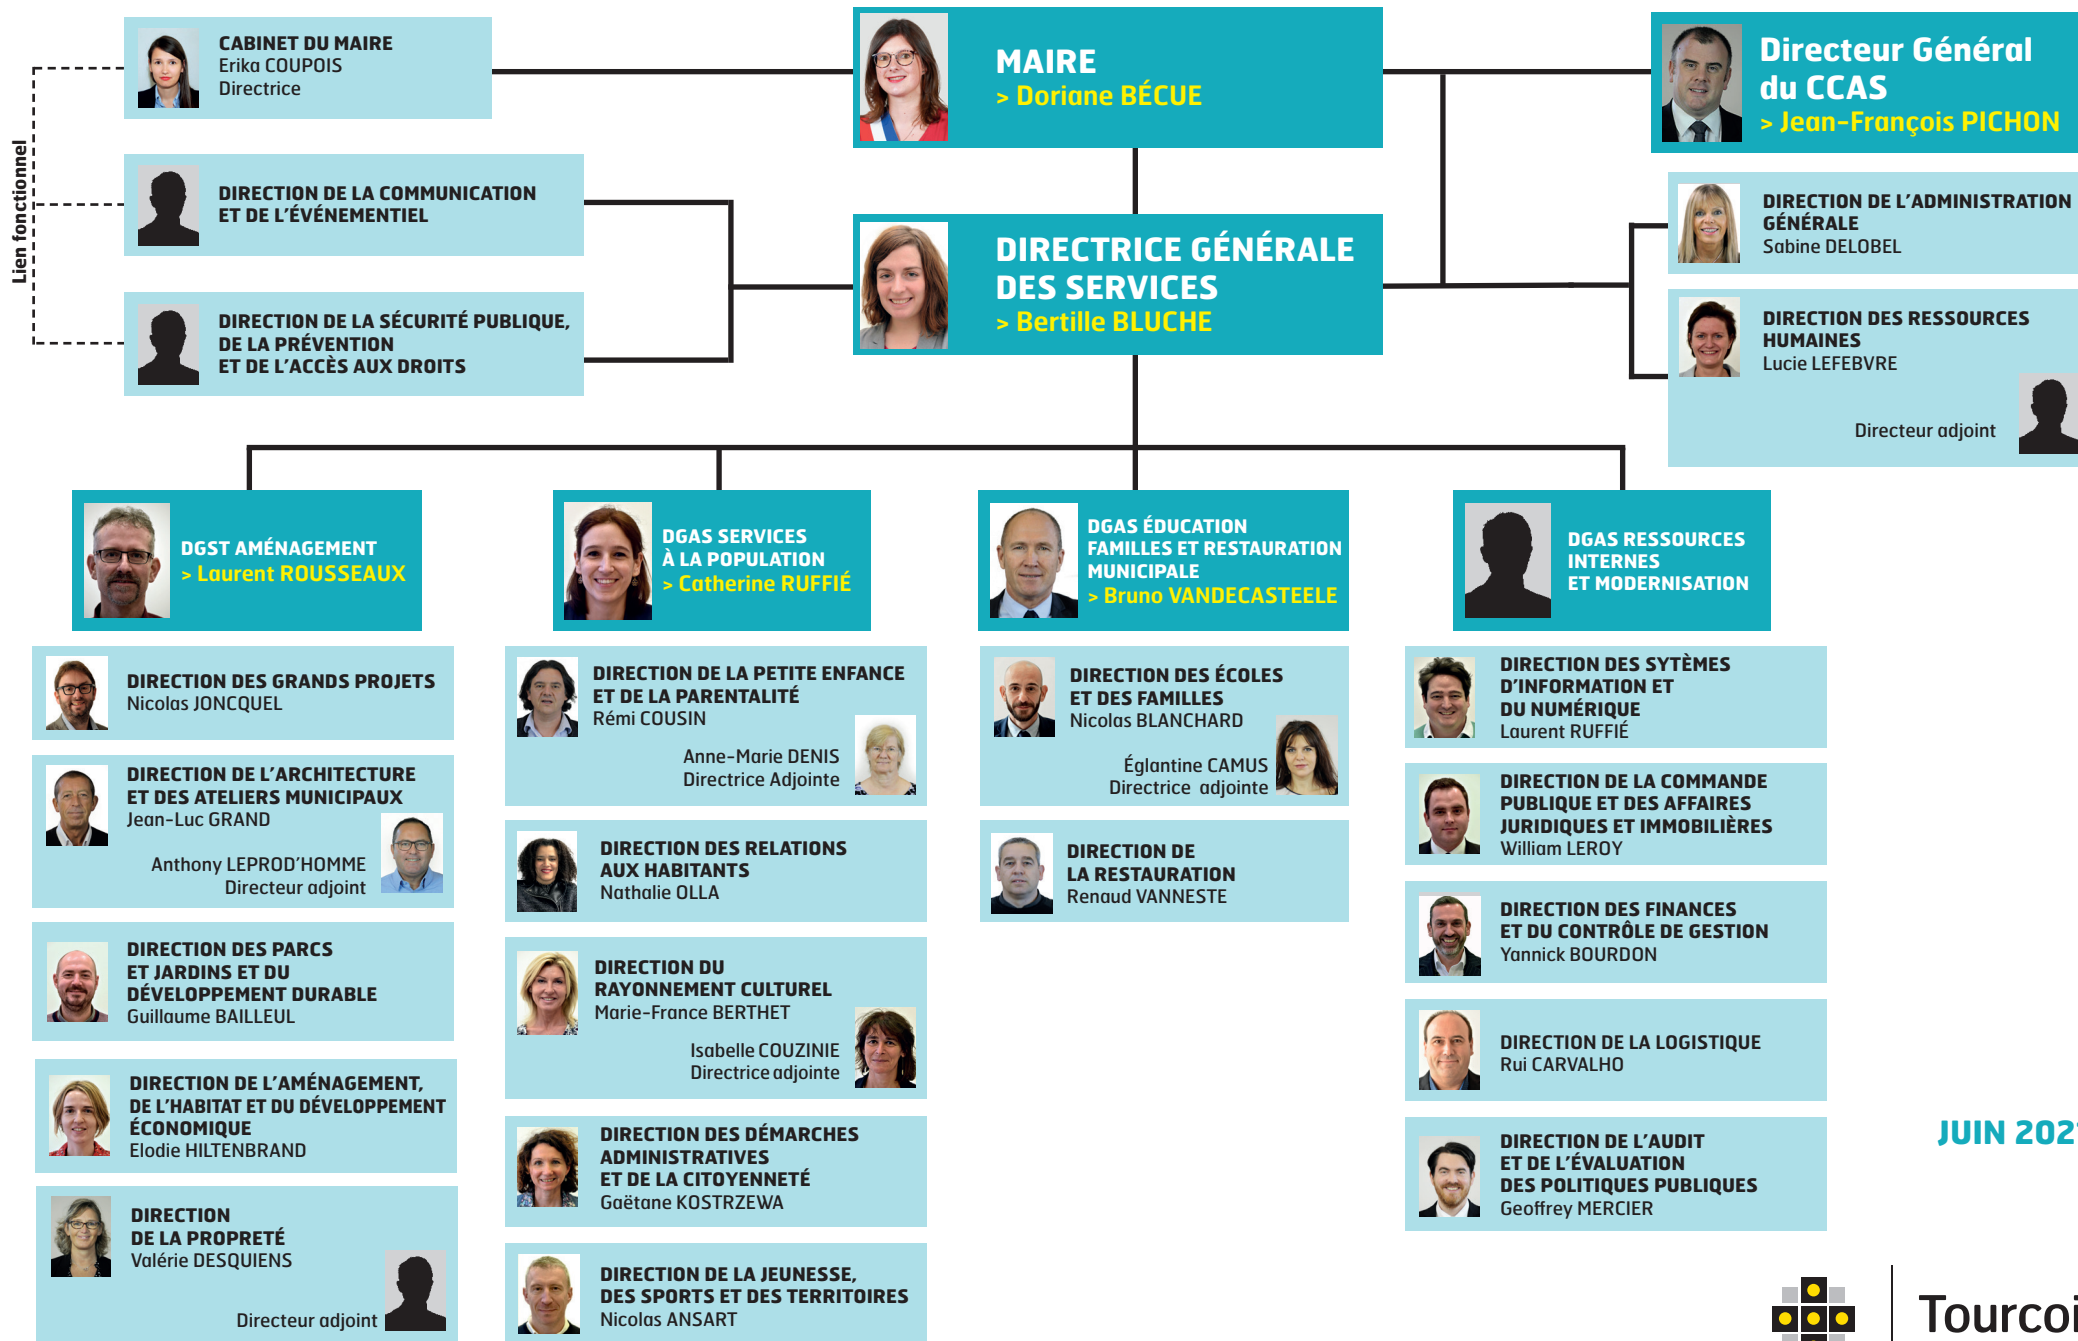 CABINET DU MAIRE
Erika COUPOIS
Directrice
MAIRE
> Doriane BÉCUE
Directeur Général
du CCAS
> Jean-François PICHON
Lien fonctionnel
DIRECTION DE LA COMMUNICATION
ET DE L'ÉVÉNEMENTIEL
DIRECTION DE LA SÉCURITÉ PUBLIQUE,
DE LA PRÉVENTION
ET DE L'ACCÈS AUX DROITS
DIRECTRICE GÉNÉRALE
DES SERVICES
> Bertille BLUCHE
DIRECTION DE L'ADMINISTRATION
GÉNÉRALE
Sabine DELOBEL
DIRECTION DES RESSOURCES
HUMAINES
Lucie LEFEBVRE
Directeur adjoint
DGST AMÉNAGEMENT
> Laurent ROUSSEAUX
DIRECTION DES GRANDS PROJETS
Nicolas JONCQUEL
DIRECTION DE L'ARCHITECTURE
ET DES ATELIERS MUNICIPAUX
Jean-Luc GRAND
Anthony LEPROD'HOMME
Directeur adjoint
DIRECTION DES PARCS
ET JARDINS ET DU
DÉVELOPPEMENT DURABLE
Guillaume BAILLEUL
DIRECTION DE L'AMÉNAGEMENT,
DE L'HABITAT ET DU DÉVELOPPEMENT
ÉCONOMIQUE
Elodie HILTENBRAND
DIRECTION
DE LA PROPRETÉ
Valérie DESQUIENS
Directeur adjoint
DGAS SERVICES
À LA POPULATION
> Catherine RUFFIÉ
DIRECTION DE LA PETITE ENFANCE
ET DE LA PARENTALITÉ
Rémi COUSIN
Anne-Marie DENIS
Directrice Adjointe
DIRECTION DES RELATIONS
AUX HABITANTS
Nathalie OLLA
DIRECTION DU
RAYONNEMENT CULTUREL
Marie-France BERTHET
Isabelle COUZINIE
Directrice adjointe
DIRECTION DES DÉMARCHES
ADMINISTRATIVES
ET DE LA CITOYENNETÉ
Gaëtane KOSTRZEWA
DIRECTION DE LA JEUNESSE,
DES SPORTS ET DES TERRITOIRES
Nicolas ANSART
DGAS ÉDUCATION
FAMILLES ET RESTAURATION
MUNICIPALE
> Bruno VANDECASTEELE
DIRECTION DES ÉCOLES
ET DES FAMILLES
Nicolas BLANCHARD
Églantine CAMUS
Directrice adjointe
DIRECTION DE
LA RESTAURATION
Renaud VANNESTE
DGAS RESSOURCES
INTERNES
ET MODERNISATION
DIRECTION DES SYTÈMES
D'INFORMATION ET
DU NUMÉRIQUE
Laurent RUFFIÉ
DIRECTION DE LA COMMANDE
PUBLIQUE ET DES AFFAIRES
JURIDIQUES ET IMMOBILIÈRES
William LEROY
DIRECTION DES FINANCES
ET DU CONTRÔLE DE GESTION
Yannick BOURDON
DIRECTION DE LA LOGISTIQUE
Rui CARVALHO
DIRECTION DE L'AUDIT
ET DE L'ÉVALUATION
DES POLITIQUES PUBLIQUES
Geoffrey MERCIER
JUIN 2021
Tourcoi